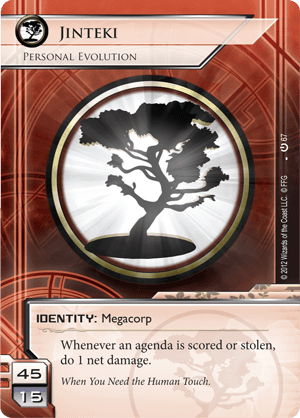 Jinteki
Personal Evolution
67
© 2012 Wizards of the Coast LLC. © FFG
IDENTITY: Megacorp
Whenever an agenda is scored or stolen,
do 1 net damage.
When You Need the Human Touch.
45
15